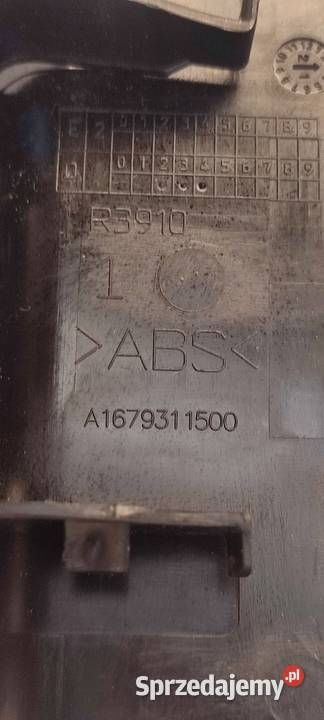 E 2 0 1 2 3 4 5 6 7 8 9
D 0 1 2 3 4 5 6 7 8 9
R3910
1
>ABS<
A1679311500
Sprzedajemy.pl